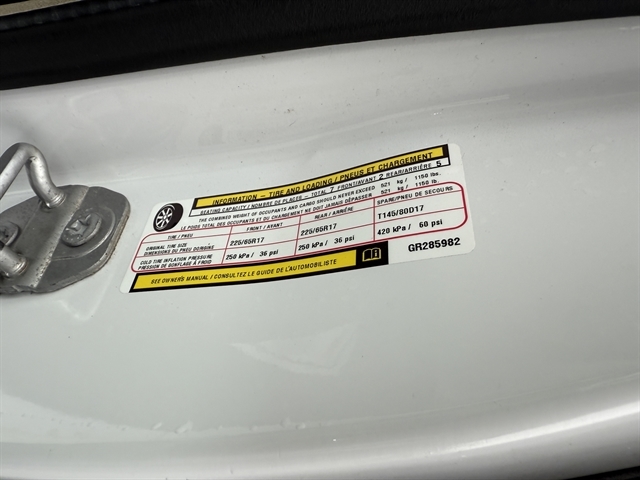 INFORMATION – TIRE AND LOADING / PNEUS ET CHARGEMENT
SEATING CAPACITY / NOMBRE DE PLACES – TOTAL 7 FRONT/AVANT 2 REAR/ARRIÈRE 5
THE COMBINED WEIGHT OF OCCUPANTS AND CARGO SHOULD NEVER EXCEED 521 kg / 1150 lbs.
LE POIDS TOTAL DES OCCUPANTS ET DU CHARGEMENT NE DOIT JAMAIS DÉPASSER 521 kg / 1150 lb.
TIRE / PNEU FRONT / AVANT REAR / ARRIÈRE SPARE/PNEU DE SECOURS
ORIGINAL TIRE SIZE
DIMENSIONS DU PNEU D'ORIGINE 225/65R17 225/65R17 T145/80D17
COLD TIRE INFLATION PRESSURE
PRESSION DE GONFLAGE À FROID 250 kPa / 36 psi 250 kPa / 36 psi 420 kPa / 60 psi
SEE OWNER'S MANUAL / CONSULTEZ LE GUIDE DE L'AUTOMOBILISTE
GR285982